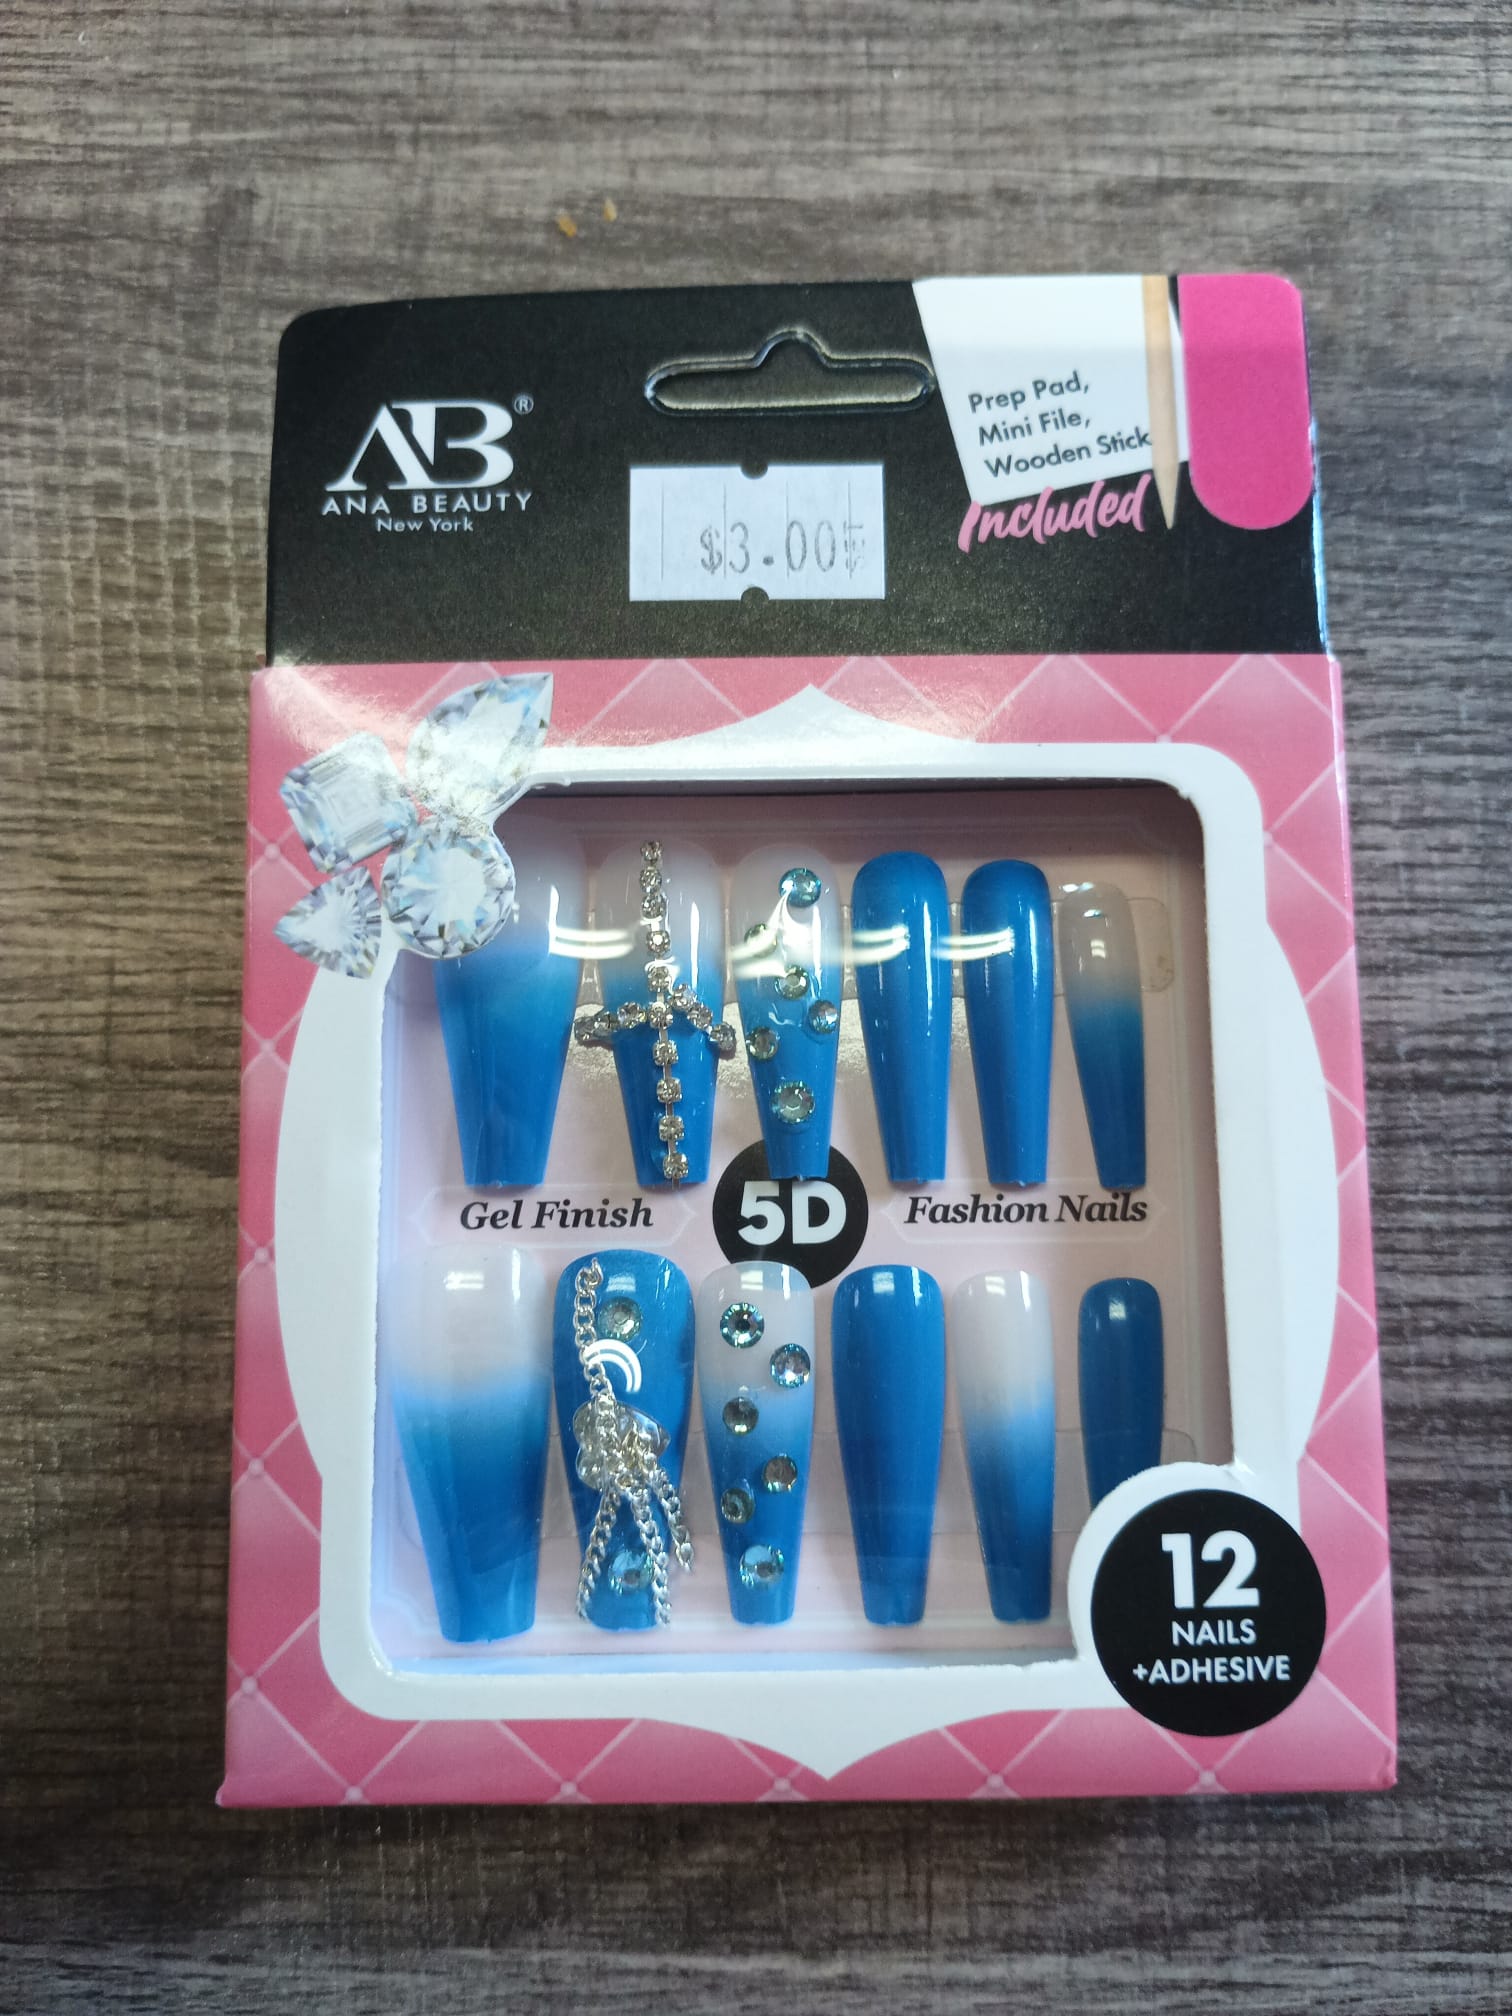 AB®
ANA BEAUTY
New York
$3.00
Prep Pad,
Mini File,
Wooden Stick
Included
Gel Finish
5D
Fashion Nails
12
NAILS
+ADHESIVE